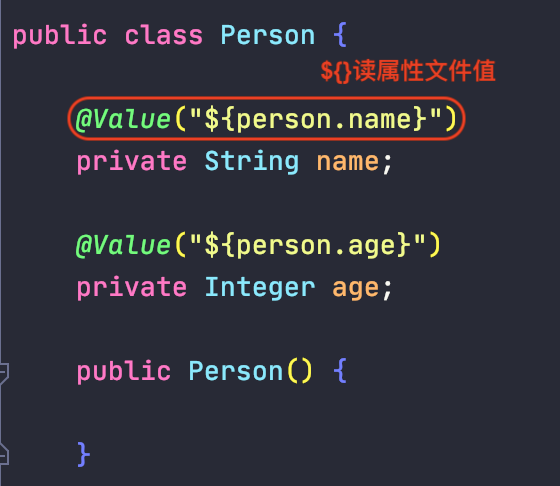 public class Person {
${}读属性文件值
@Value("${person.name}")
private String name;
@Value("${person.age}")
private Integer age;
public Person() {
}